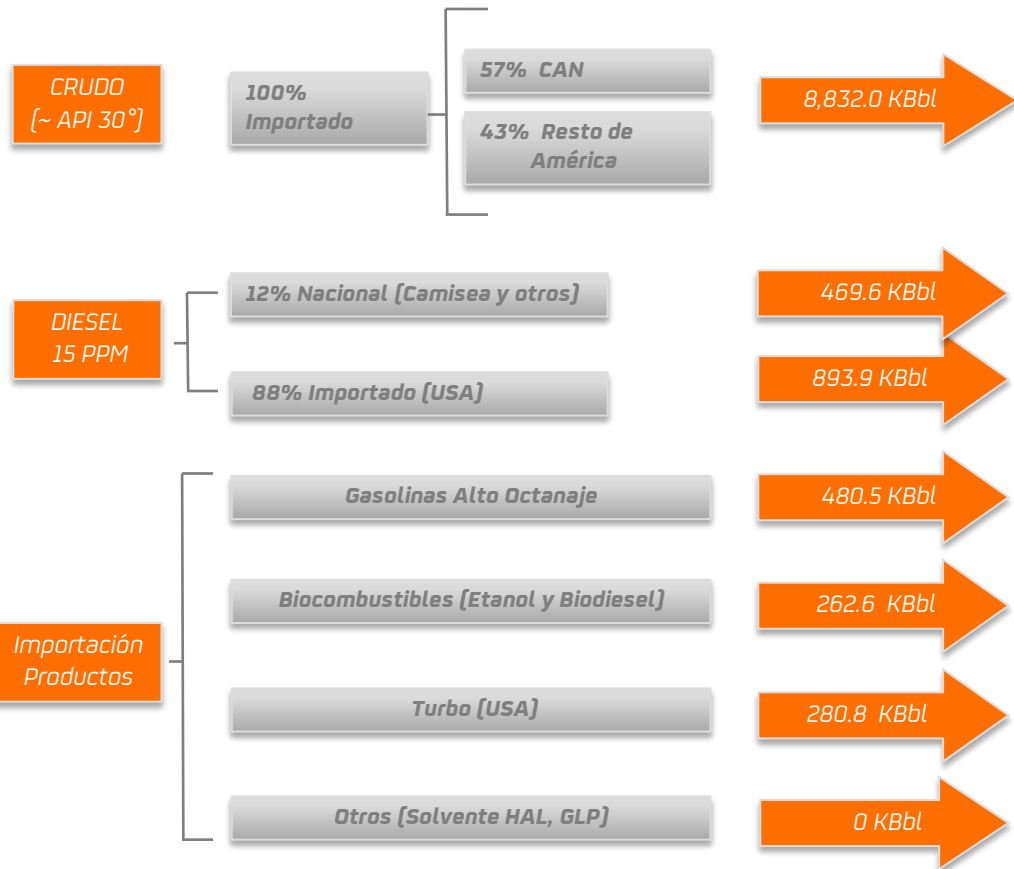 CRUDO
(~ API 30°)
100%
Importado
57% CAN
43% Resto de
América
8,832.0 KBbl
DIESEL
15 PPM
12% Nacional (Camisea y otros)
469.6 KBbl
88% Importado (USA)
893.9 KBbl
Importación
Productos
Gasolinas Alto Octanaje
480.5 KBbl
Biocombustibles (Etanol y Biodiesel)
262.6 KBbl
Turbo (USA)
280.8 KBbl
Otros (Solvente HAL, GLP)
0 KBbl